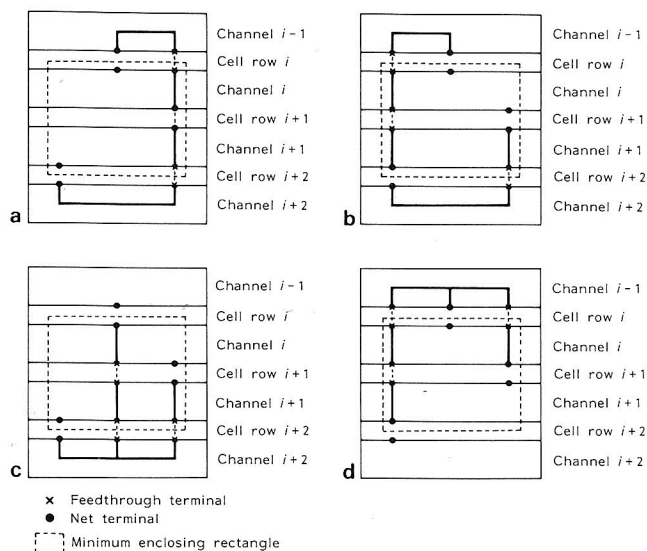 Channel i−1
Cell row i
Channel i
Cell row i+1
Channel i+1
Cell row i+2
Channel i+2
a
Channel i−1
Cell row i
Channel i
Cell row i+1
Channel i+1
Cell row i+2
Channel i+2
b
Channel i−1
Cell row i
Channel i
Cell row i+1
Channel i+1
Cell row i+2
Channel i+2
c
Channel i−1
Cell row i
Channel i
Cell row i+1
Channel i+1
Cell row i+2
Channel i+2
d
× Feedthrough terminal
● Net terminal
Minimum enclosing rectangle